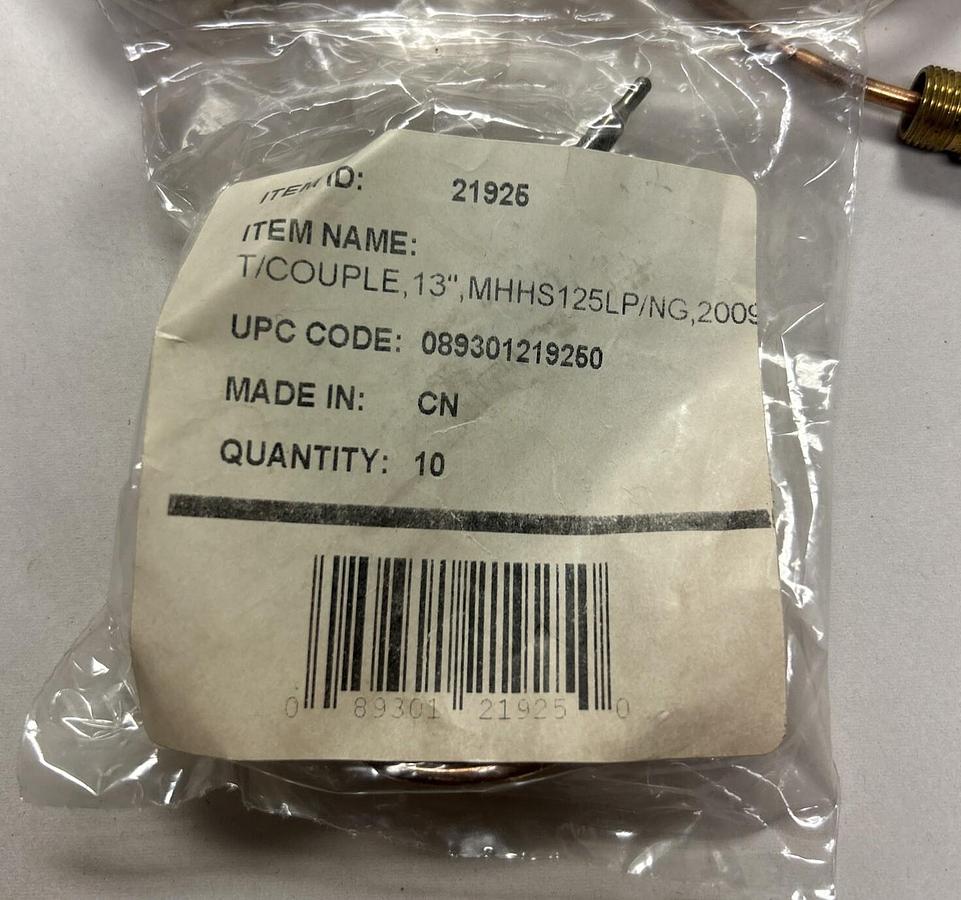 ITEM ID: 21925
ITEM NAME:
T/COUPLE,13",MHHS125LP/NG,2009
UPC CODE: 089301219250
MADE IN: CN
QUANTITY: 10
0 89301 21925 0